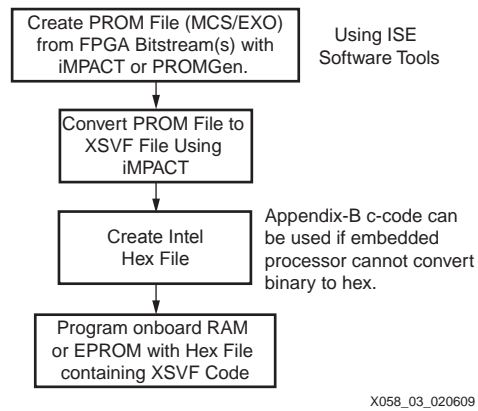 Create PROM File (MCS/EXO)
from FPGA Bitstream(s) with
iMPACT or PROMGen.
Using ISE
Software Tools
Convert PROM File to
XSVF File Using
iMPACT
Create Intel
Hex File
Appendix-B c-code can
be used if embedded
processor cannot convert
binary to hex.
Program onboard RAM
or EPROM with Hex File
containing XSVF Code
X058_03_020609